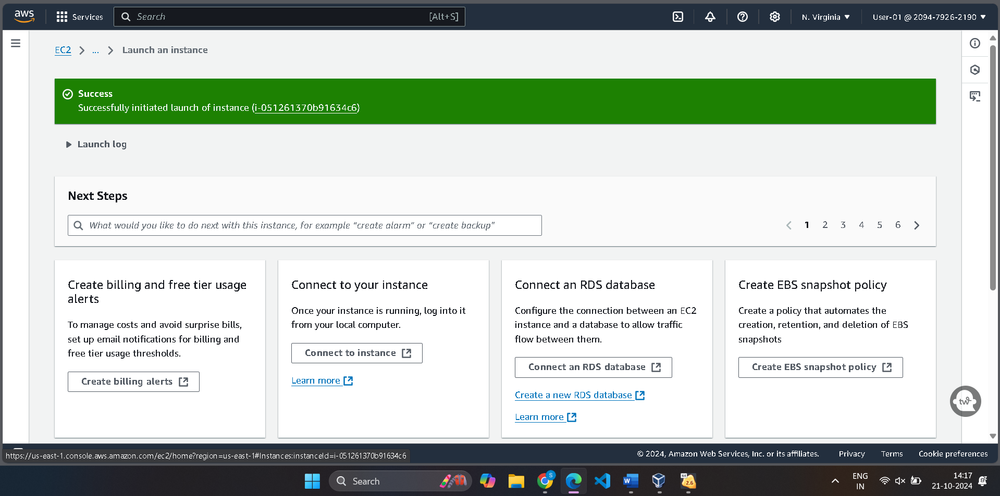 aws
Services
Search
[Alt+S]
N. Virginia
User-01 @ 2094-7926-2190
EC2
...
Launch an instance
Success
Successfully initiated launch of instance (i-051261370b91634c6)
Launch log
Next Steps
What would you like to do next with this instance, for example "create alarm" or "create backup"
1 2 3 4 5 6
Create billing and free tier usage
alerts
To manage costs and avoid surprise bills,
set up email notifications for billing and
free tier usage thresholds.
Create billing alerts
Connect to your instance
Once your instance is running, log into it
from your local computer.
Connect to instance
Learn more
Connect an RDS database
Configure the connection between an EC2
instance and a database to allow traffic
flow between them.
Connect an RDS database
Create a new RDS database
Learn more
Create EBS snapshot policy
Create a policy that automates the
creation, retention, and deletion of EBS
snapshots
Create EBS snapshot policy
tw
https://us-east-1.console.aws.amazon.com/ec2/home?region=us-east-1#Instances:instanceId=i-051261370b91634c6
© 2024, Amazon Web Services, Inc. or its affiliates.
Privacy
Terms
Cookie preferences
Search
S
W
64
2.6
ENG
IN
14:17
21-10-2024